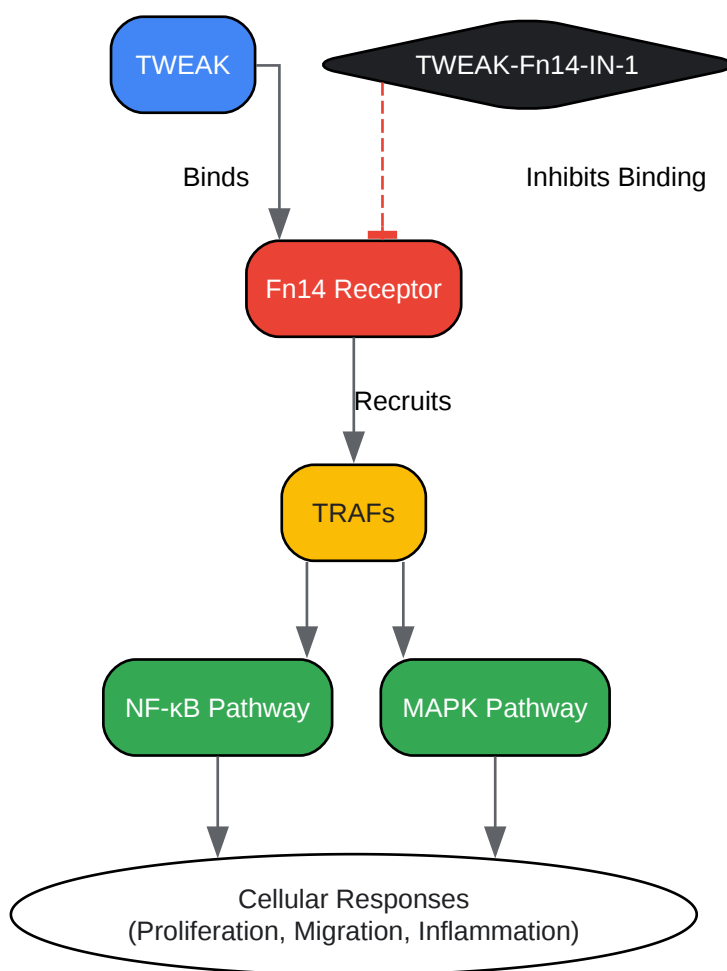 TWEAK
TWEAK-Fn14-IN-1
Binds
Inhibits Binding
Fn14 Receptor
Recruits
TRAFs
NF-κB Pathway
MAPK Pathway
Cellular Responses
(Proliferation, Migration, Inflammation)